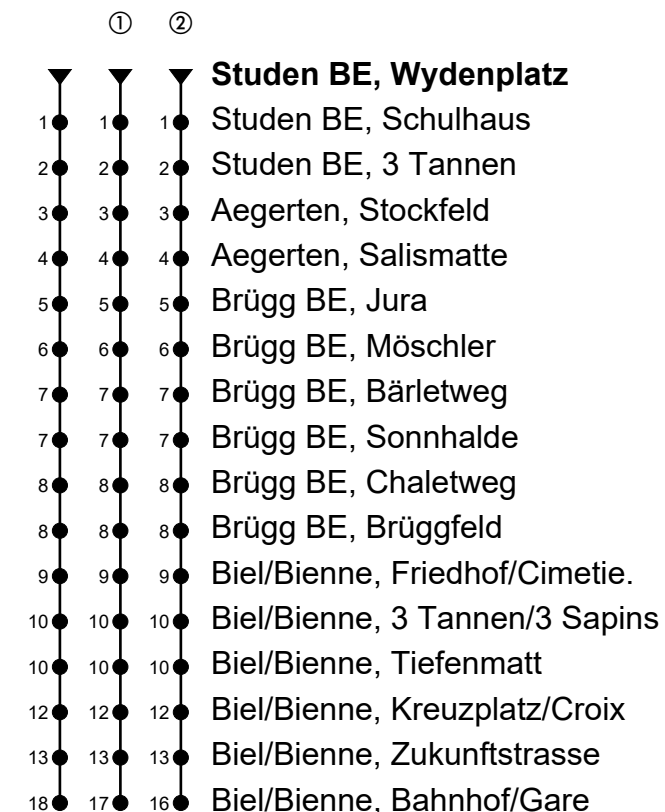 ① ②
Studen BE, Wydenplatz
1 1 1 Studen BE, Schulhaus
2 2 2 Studen BE, 3 Tannen
3 3 3 Aegerten, Stockfeld
4 4 4 Aegerten, Salismatte
5 5 5 Brügg BE, Jura
6 6 6 Brügg BE, Möschler
7 7 7 Brügg BE, Bärletweg
7 7 7 Brügg BE, Sonnhalde
8 8 8 Brügg BE, Chaletweg
8 8 8 Brügg BE, Brüggfeld
9 9 9 Biel/Bienne, Friedhof/Cimetie.
10 10 10 Biel/Bienne, 3 Tannen/3 Sapins
10 10 10 Biel/Bienne, Tiefenmatt
12 12 12 Biel/Bienne, Kreuzplatz/Croix
13 13 13 Biel/Bienne, Zukunftstrasse
18 17 16 Biel/Bienne, Bahnhof/Gare